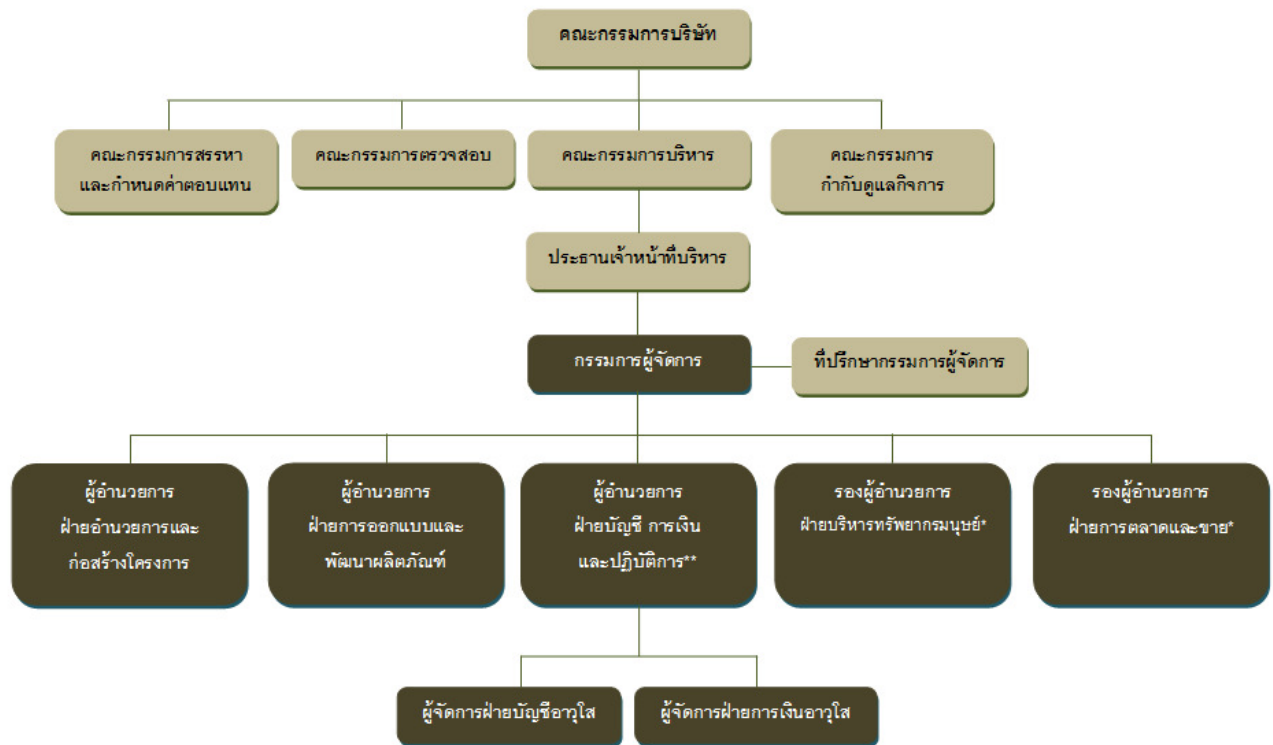 คณะกรรมการบริษัท
คณะกรรมการสรรหา
และกำหนดค่าตอบแทน
คณะกรรมการตรวจสอบ
คณะกรรมการบริหาร
คณะกรรมการ
กำกับดูแลกิจการ
ประธานเจ้าหน้าที่บริหาร
กรรมการผู้จัดการ
ที่ปรึกษากรรมการผู้จัดการ
ผู้อำนวยการ
ฝ่ายอำนวยการและ
ก่อสร้างโครงการ
ผู้อำนวยการ
ฝ่ายการออกแบบและ
พัฒนาผลิตภัณฑ์
ผู้อำนวยการ
ฝ่ายบัญชี การเงิน
และปฏิบัติการ**
รองผู้อำนวยการ
ฝ่ายบริหารทรัพยากรมนุษย์*
รองผู้อำนวยการ
ฝ่ายการตลาดและขาย*
ผู้จัดการฝ่ายบัญชีอาวุโส
ผู้จัดการฝ่ายการเงินอาวุโส